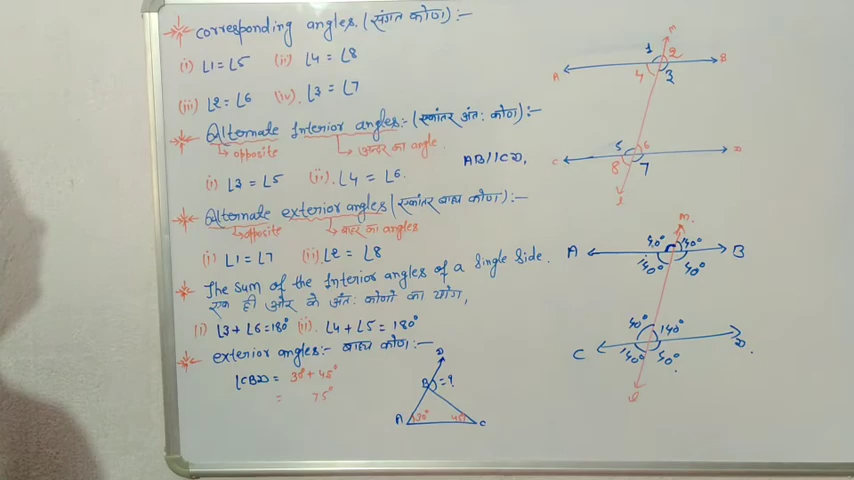 corresponding angles. (संगत कोण) :-
(i) ∠1 = ∠5 (ii) ∠4 = ∠8
(iii) ∠2 = ∠6 (iv). ∠3 = ∠7
Alternate Interior angles:- (एकांतर अंत: कोण) :-
opposite अन्दर का angle.
(i) ∠3 = ∠5 (ii). ∠4 = ∠6.
AB//CD,
Alternate exterior angles (एकांतर बाह्य कोण) :-
opposite बाहर का angles
(i) ∠1 = ∠7 (ii) ∠2 = ∠8
The sum of the Interior angles of a single side.
एक ही ओर के अंत: कोणो का योग,
(i) ∠3 + ∠6 = 180° (ii). ∠4 + ∠5 = 180°
exterior angles:- बाह्य कोण :-
∠CBD = 30° + 45°
= 75°
D
B = ?
A 30° 45° C
M
1 2
A B
4 3
5 6
C D
8 7
l
M.
40° 140°
A B
140° 40°
40° 140°
C D
140° 40°
l